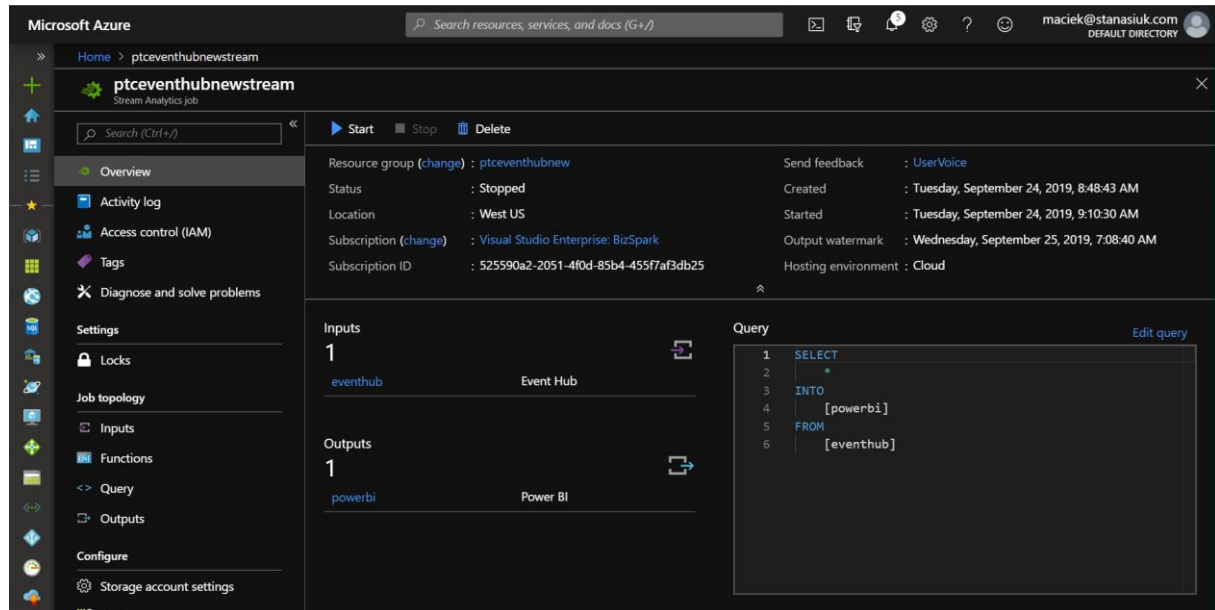 Microsoft Azure
Search resources, services, and docs (G+/)
5
maciek@stanasiuk.com
DEFAULT DIRECTORY
Home > ptceventhubnewstream
ptceventhubnewstream
Stream Analytics job
Search (Ctrl+/)
Overview
Activity log
Access control (IAM)
Tags
Diagnose and solve problems
Settings
Locks
Job topology
Inputs
Functions
Query
Outputs
Configure
Storage account settings
Start Stop Delete
Resource group (change) : ptceventhubnew
Status : Stopped
Location : West US
Subscription (change) : Visual Studio Enterprise: BizSpark
Subscription ID : 525590a2-2051-4f0d-85b4-455f7af3db25
Send feedback : UserVoice
Created : Tuesday, September 24, 2019, 8:48:43 AM
Started : Tuesday, September 24, 2019, 9:10:30 AM
Output watermark : Wednesday, September 25, 2019, 7:08:40 AM
Hosting environment : Cloud
Inputs
1
eventhub Event Hub
Outputs
1
powerbi Power BI
Query
Edit query
1 SELECT
2 *
3 INTO
4 [powerbi]
5 FROM
6 [eventhub]